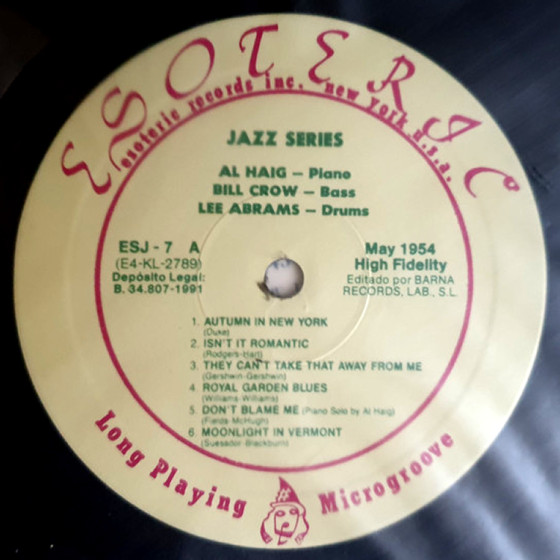 ESOTERIC
esoteric records inc. new york u.s.a.
JAZZ SERIES
AL HAIG — Piano
BILL CROW — Bass
LEE ABRAMS — Drums
ESJ - 7 A
(E4-KL-2789)
Depósito Legal:
B. 34.807-1991
May 1954
High Fidelity
Editado por BARNA
RECORDS, LAB., S.L.
1. AUTUMN IN NEW YORK
(Duke)
2. ISN'T IT ROMANTIC
(Rodgers-Hart)
3. THEY CAN'T TAKE THAT AWAY FROM ME
(Gershwin-Gershwin)
4. ROYAL GARDEN BLUES
(Williams-Williams)
5. DON'T BLAME ME (Piano Solo by Al Haig)
(Fields-McHugh)
6. MOONLIGHT IN VERMONT
(Suesador-Blackburn)
Long Playing Microgroove